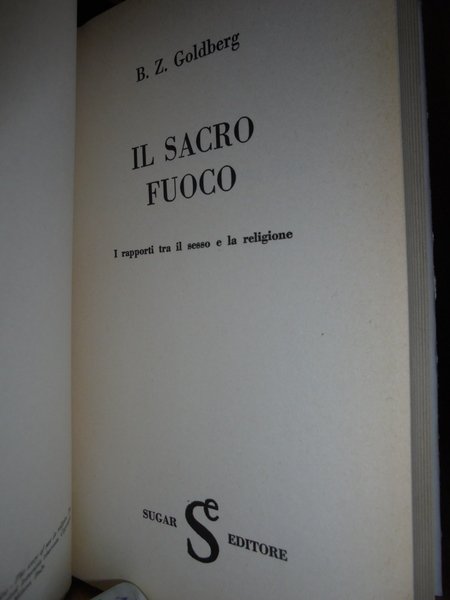 B. Z. Goldberg
IL SACRO
FUOCO
I rapporti tra il sesso e la religione
SUGAR Se EDITORE